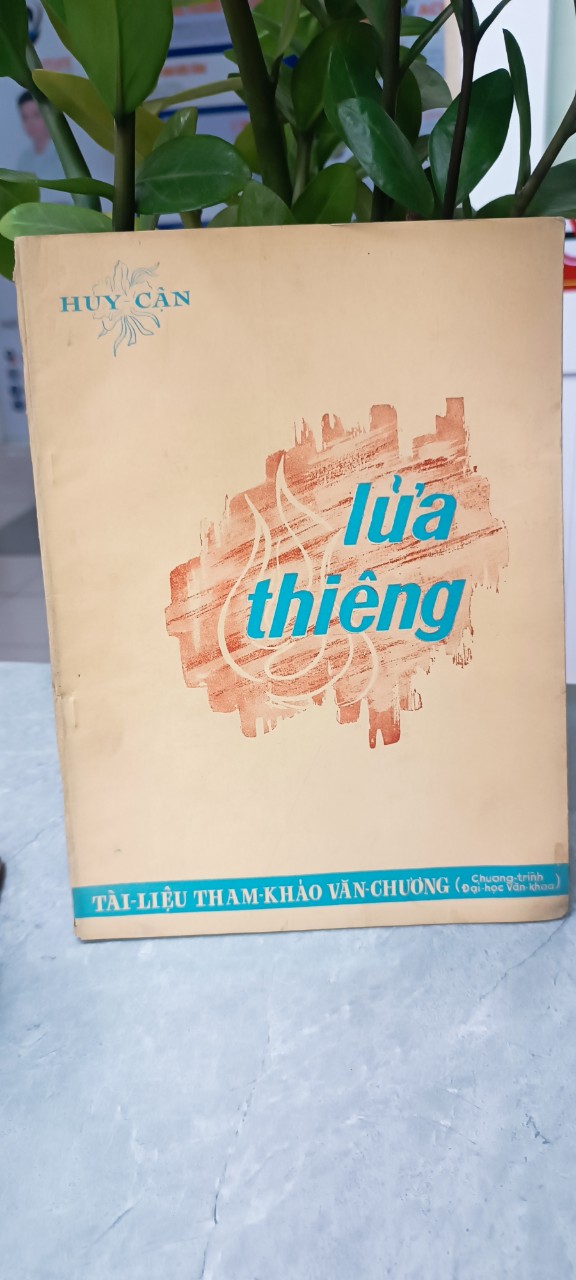 HUY CẬN
lửa
thiêng
TÀI-LIỆU THAM-KHẢO VĂN-CHƯƠNG (Chương-trình
Đại-học Văn-khoa)